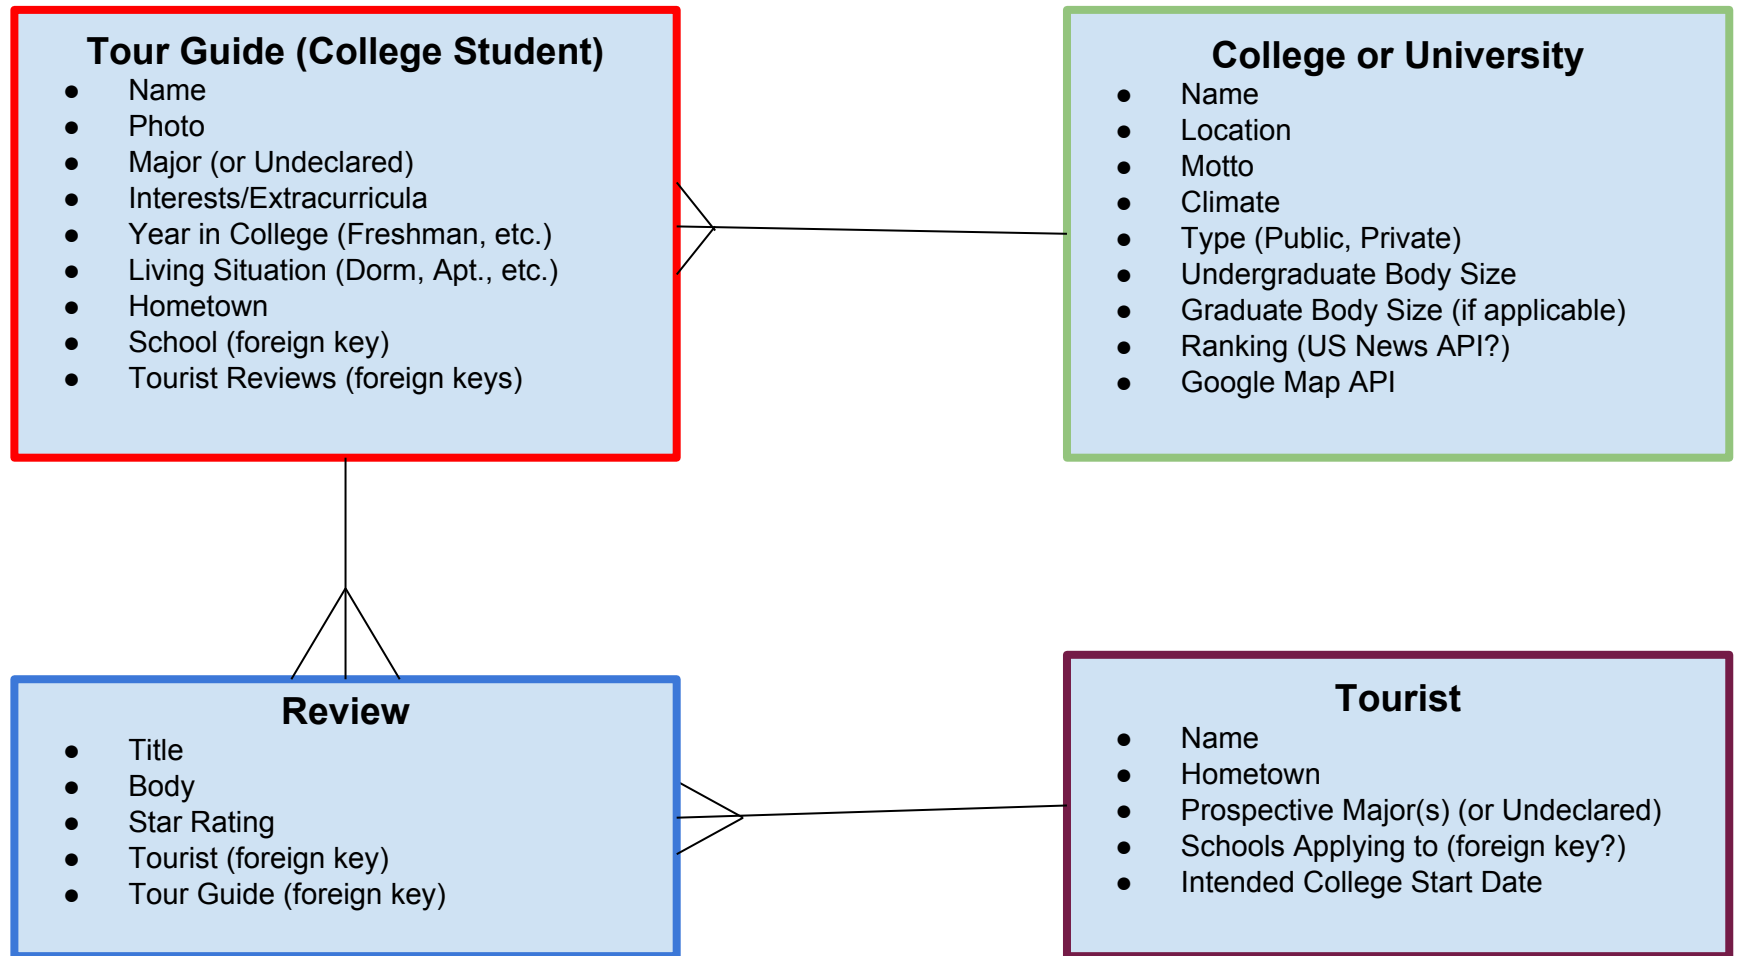 Tour Guide (College Student)
● Name
● Photo
● Major (or Undeclared)
● Interests/Extracurricula
● Year in College (Freshman, etc.)
● Living Situation (Dorm, Apt., etc.)
● Hometown
● School (foreign key)
● Tourist Reviews (foreign keys)
College or University
● Name
● Location
● Motto
● Climate
● Type (Public, Private)
● Undergraduate Body Size
● Graduate Body Size (if applicable)
● Ranking (US News API?)
● Google Map API
Review
● Title
● Body
● Star Rating
● Tourist (foreign key)
● Tour Guide (foreign key)
Tourist
● Name
● Hometown
● Prospective Major(s) (or Undeclared)
● Schools Applying to (foreign key?)
● Intended College Start Date